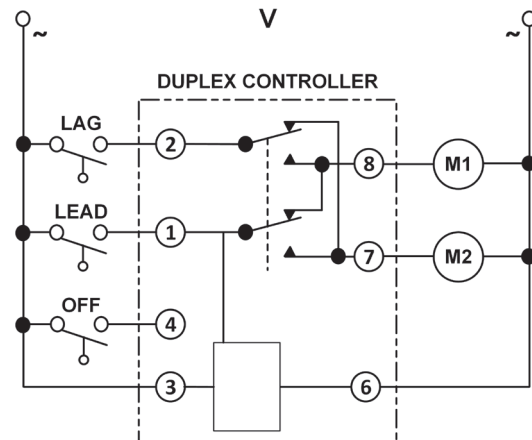 V
~ ~
DUPLEX CONTROLLER
LAG
2
8 M1
LEAD
1
7 M2
OFF
4
3 6